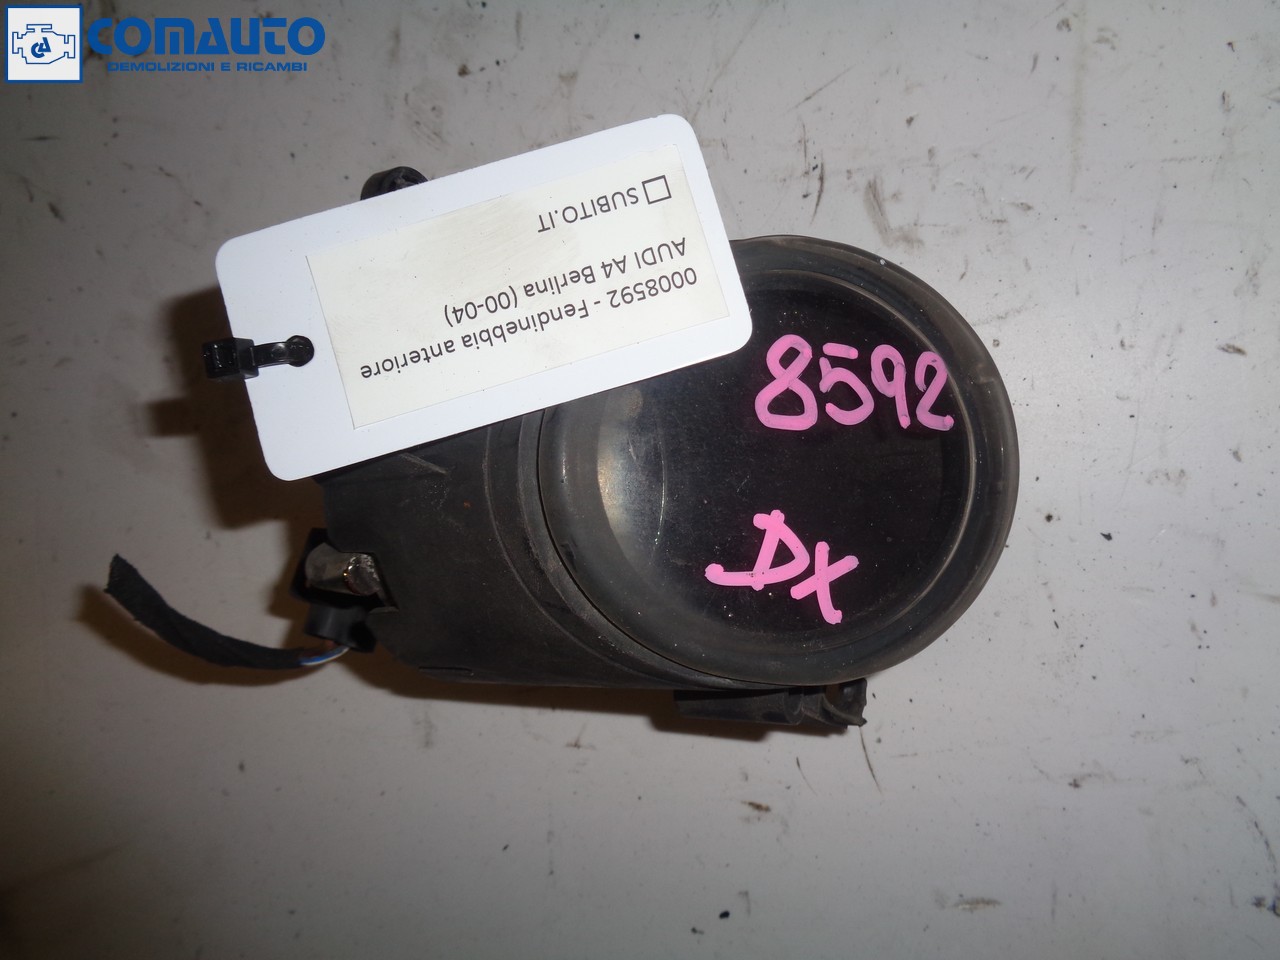 COMAUTO
DEMOLIZIONI E RICAMBI
0008592 - Fendinebbia anteriore
AUDI A4 Berlina (00-04)
SUBITO.IT
8592
DX